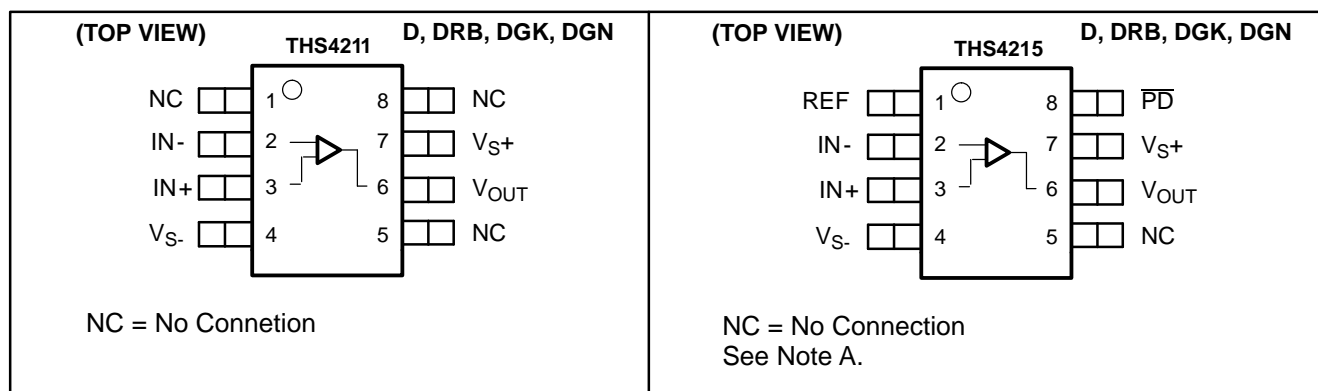 (TOP VIEW) D, DRB, DGK, DGN
THS4211
NC 1 8 NC
IN- 2 7 VS+
IN+ 3 6 VOUT
VS- 4 5 NC
NC = No Connetion
(TOP VIEW) D, DRB, DGK, DGN
THS4215
REF 1 8 P̅D̅
IN- 2 7 VS+
IN+ 3 6 VOUT
VS- 4 5 NC
NC = No Connection
See Note A.